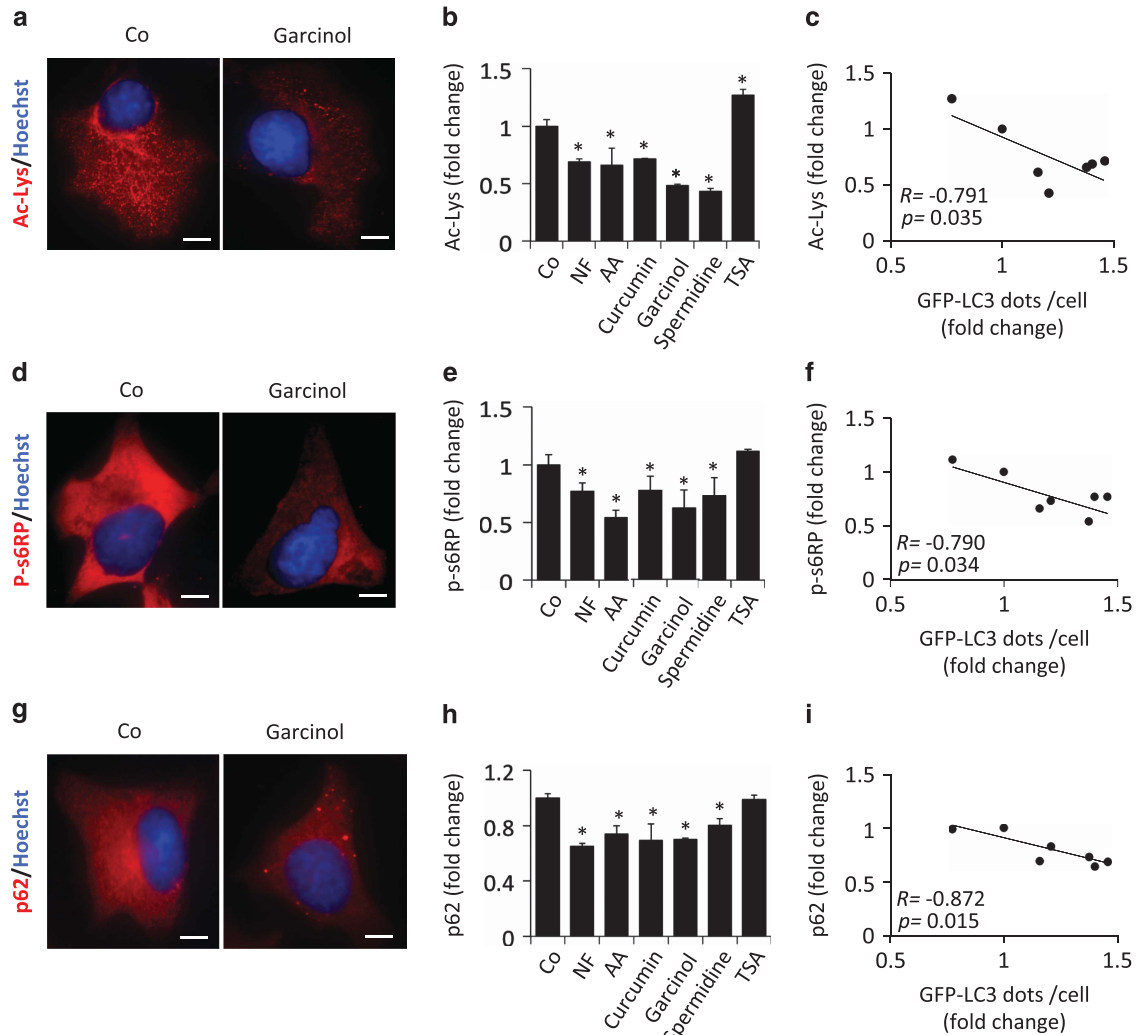 a
Co
Garcinol
Ac-Lys/Hoechst
b
Ac-Lys (fold change)
1.5
1
0.5
0
*
*
*
*
*
*
Co
NF
AA
Curcumin
Garcinol
Spermidine
TSA
c
Ac-Lys (fold change)
1.5
1
0.5
0
R= -0.791
p= 0.035
0.5
1
1.5
GFP-LC3 dots /cell
(fold change)
d
Co
Garcinol
P-s6RP/Hoechst
e
p-s6RP (fold change)
1.5
1
0.5
0
*
*
*
*
*
Co
NF
AA
Curcumin
Garcinol
Spermidine
TSA
f
p-s6RP (fold change)
1.5
1
0.5
0
R= -0.790
p= 0.034
0.5
1
1.5
GFP-LC3 dots /cell
(fold change)
g
Co
Garcinol
p62/Hoechst
h
p62 (fold change)
1.2
0.8
0.4
0
*
*
*
*
*
Co
NF
AA
Curcumin
Garcinol
Spermidine
TSA
i
p62 (fold change)
1.5
1
0.5
0
R= -0.872
p= 0.015
0.5
1
1.5
GFP-LC3 dots /cell
(fold change)